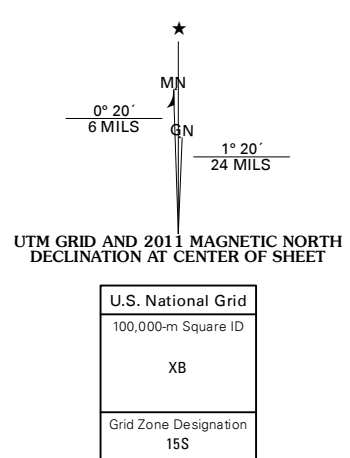 ★
MN
0° 20´
6 MILS
GN
1° 20´
24 MILS
UTM GRID AND 2011 MAGNETIC NORTH
DECLINATION AT CENTER OF SHEET
U.S. National Grid
100,000-m Square ID
XB
Grid Zone Designation
15S